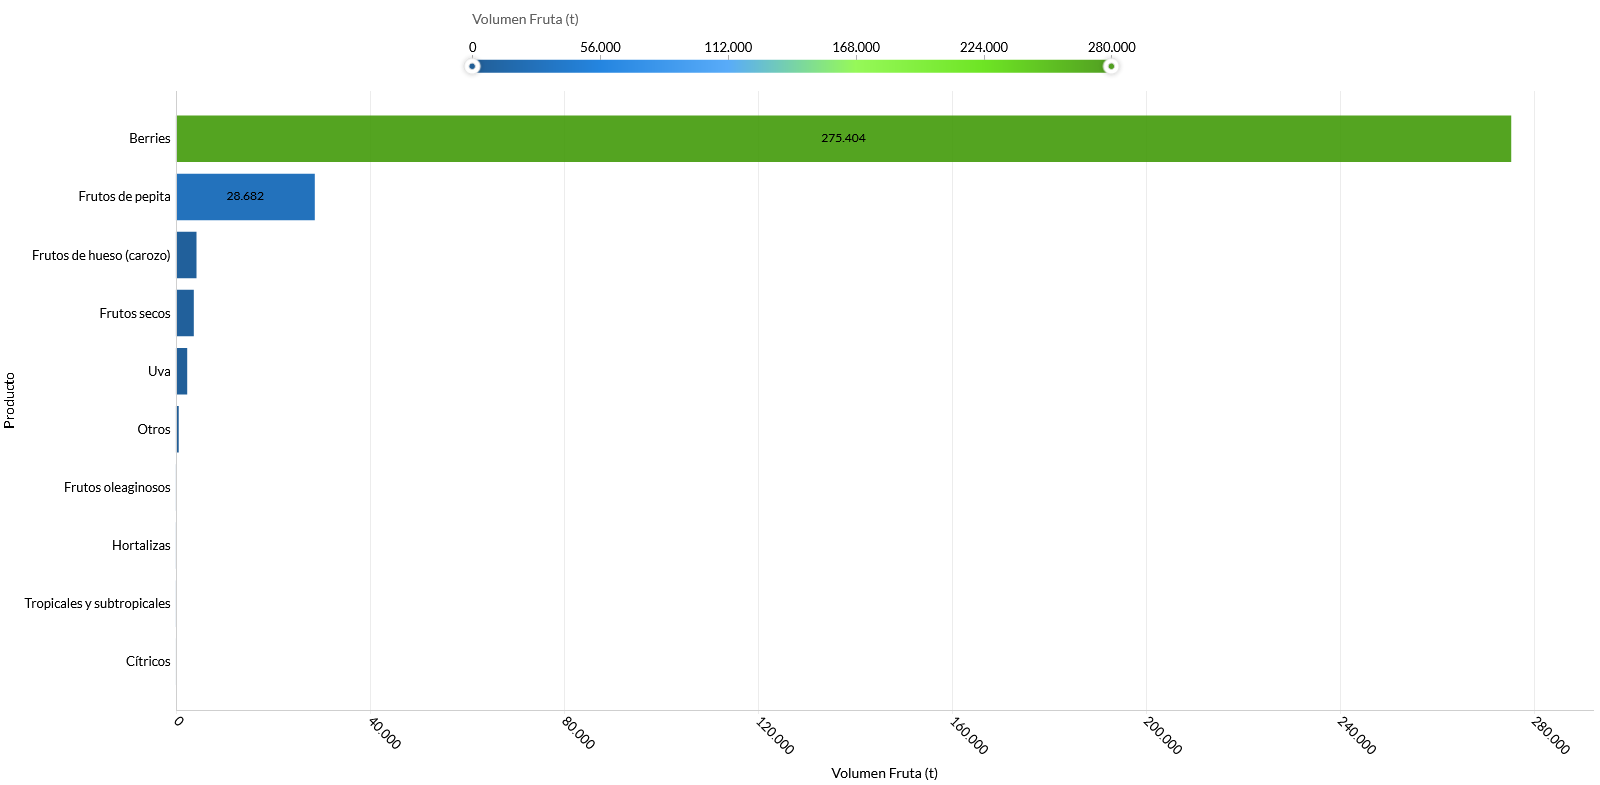 Volumen Fruta (t)
0 56.000 112.000 168.000 224.000 280.000
Berries 275.404
Frutos de pepita 28.682
Frutos de hueso (carozo)
Frutos secos
Uva
Otros
Frutos oleaginosos
Hortalizas
Tropicales y subtropicales
Cítricos
Producto
0 40.000 80.000 120.000 160.000 200.000 240.000 280.000
Volumen Fruta (t)